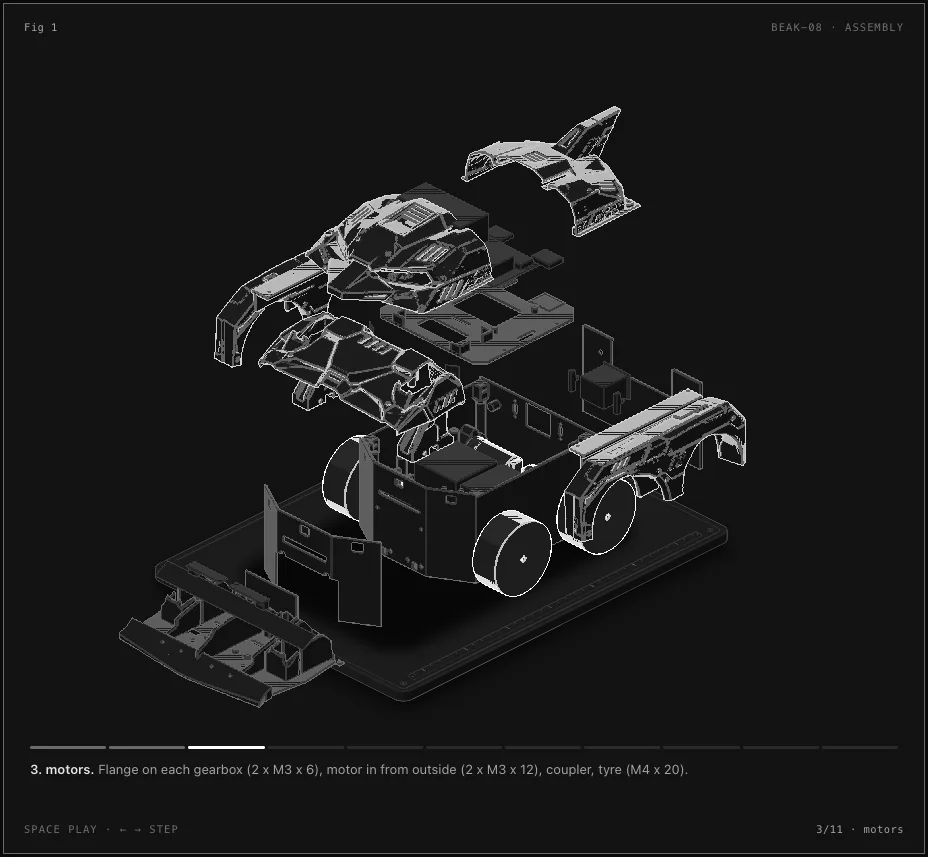 Fig 1
BEAK–08 · ASSEMBLY
3. motors. Flange on each gearbox (2 x M3 x 6), motor in from outside (2 x M3 x 12), coupler, tyre (M4 x 20).
SPACE PLAY · ← → STEP
3/11 · motors